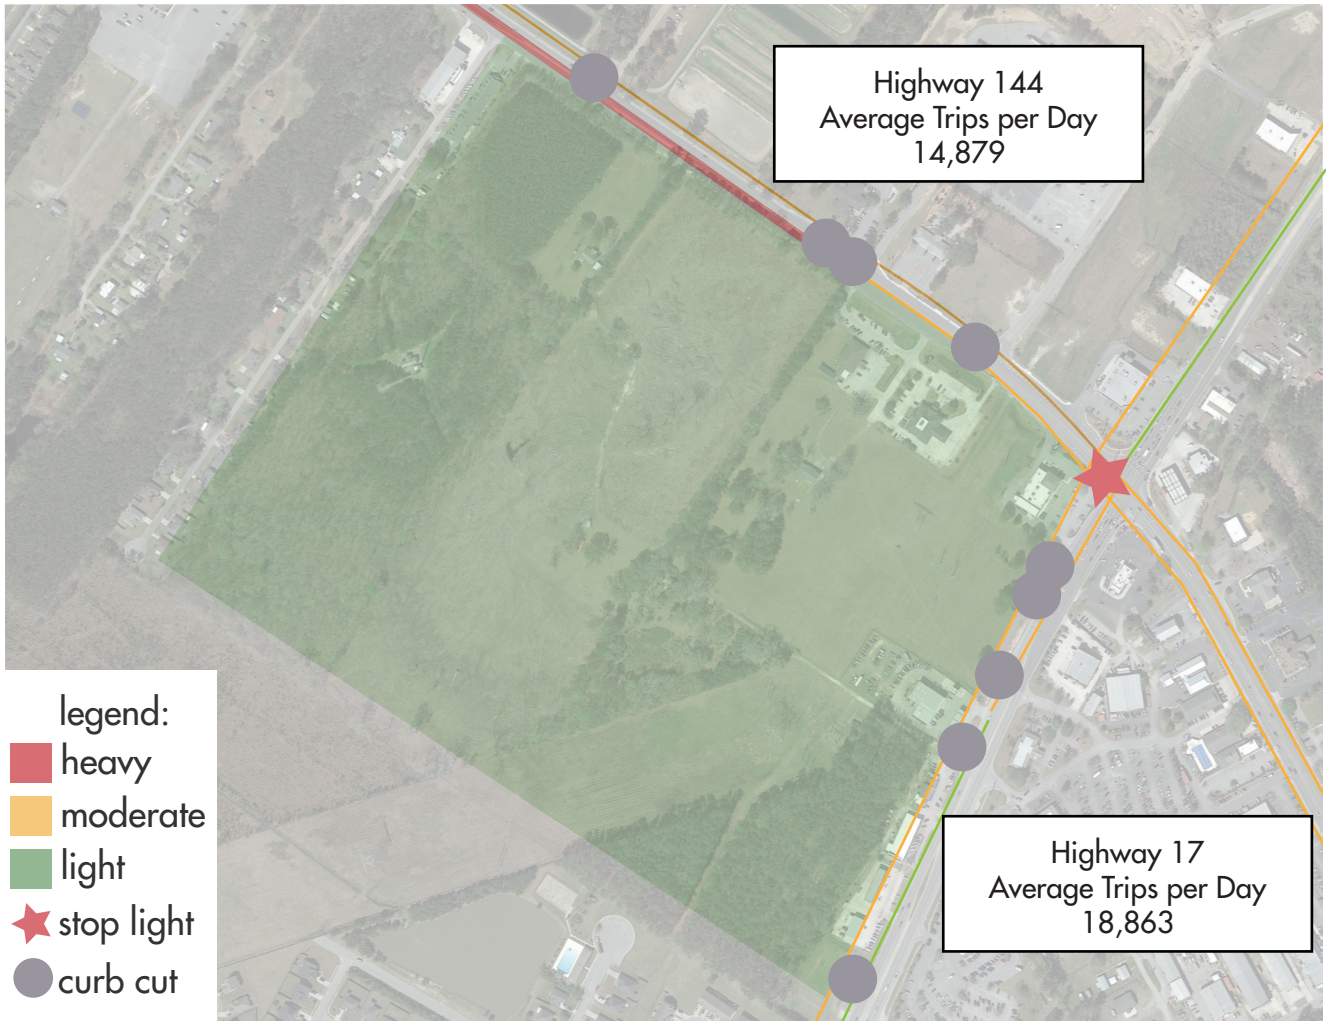 Highway 144
Average Trips per Day
14,879
legend:
heavy
moderate
light
stop light
curb cut
Highway 17
Average Trips per Day
18,863